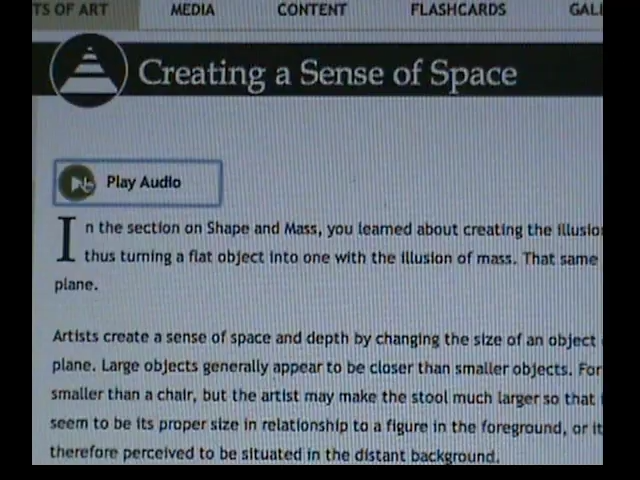 TS OF ART MEDIA CONTENT FLASHCARDS
Creating a Sense of Space
Play Audio
In the section on Shape and Mass, you learned about creating the
thus turning a flat object into one with the illusion of mass. That same
plane.
Artists create a sense of space and depth by changing the size of an object
plane. Large objects generally appear to be closer than smaller objects. For
smaller than a chair, but the artist may make the stool much larger so that
seem to be its proper size in relationship to a figure in the foreground, or it
therefore perceived to be situated in the distant background.